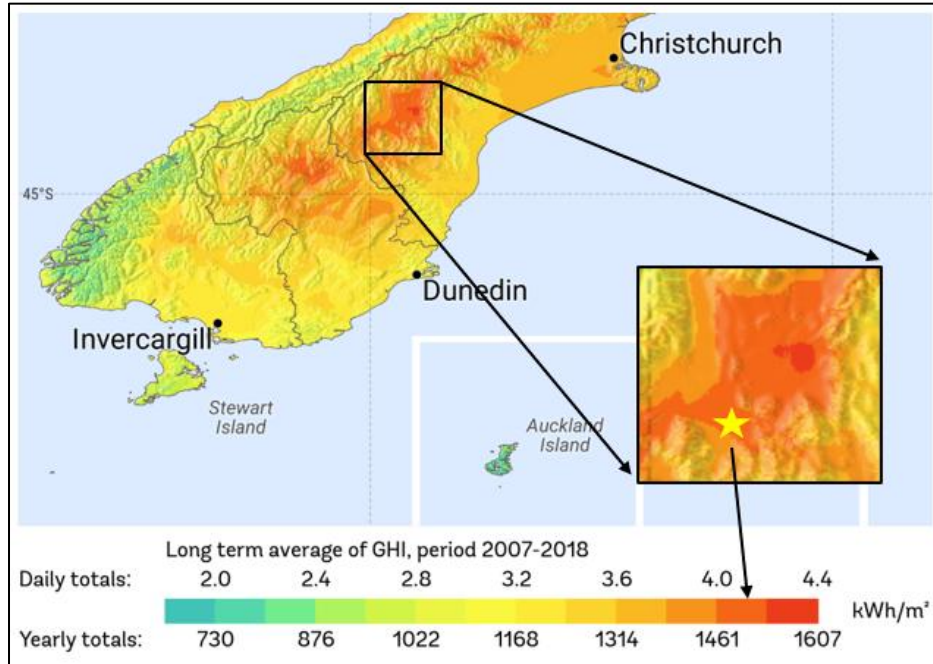 Christchurch
45°S
Dunedin
Invercargill
Stewart
Island
Auckland
Island
Long term average of GHI, period 2007-2018
Daily totals: 2.0 2.4 2.8 3.2 3.6 4.0 4.4
kWh/m²
Yearly totals: 730 876 1022 1168 1314 1461 1607